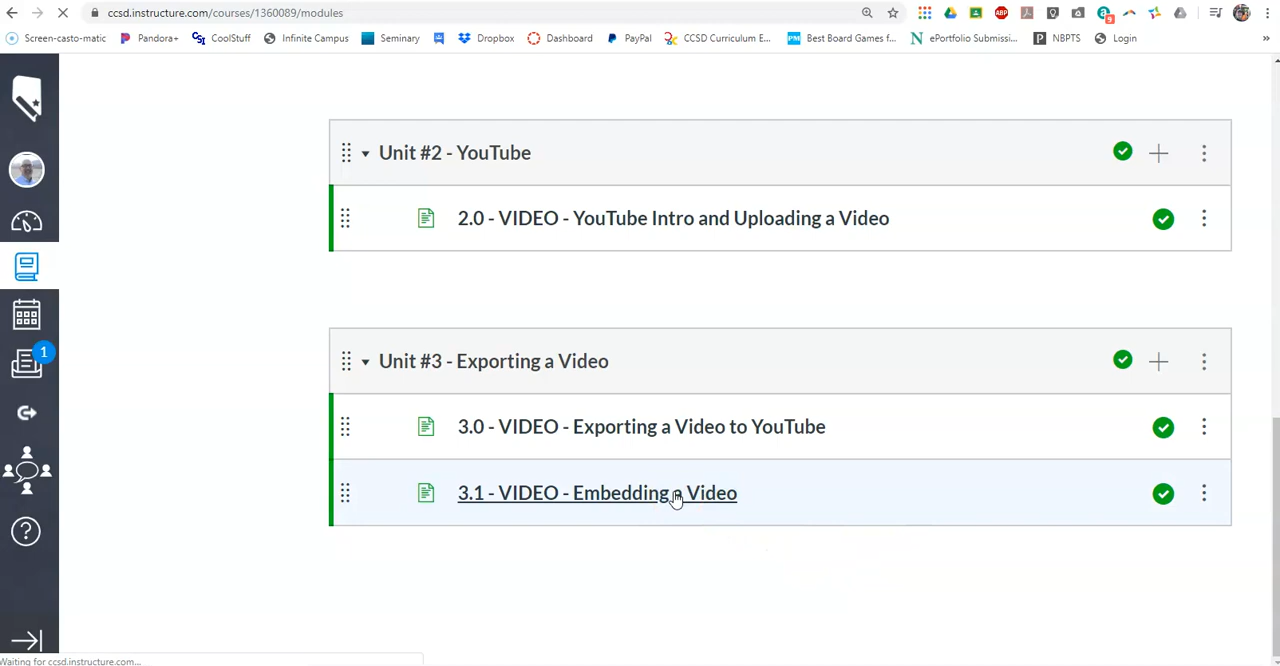 ccsd.instructure.com/courses/1360089/modules
9
Screen-casto-matic Pandora+ CoolStuff Infinite Campus Seminary Dropbox Dashboard PayPal CCSD Curriculum E... PM Best Board Games f... N ePortfolio Submissi... P NBPTS Login »
ABP
Unit #2 - YouTube
2.0 - VIDEO - YouTube Intro and Uploading a Video
Unit #3 - Exporting a Video
1
3.0 - VIDEO - Exporting a Video to YouTube
3.1 - VIDEO - Embedding a Video
Waiting for ccsd.instructure.com...